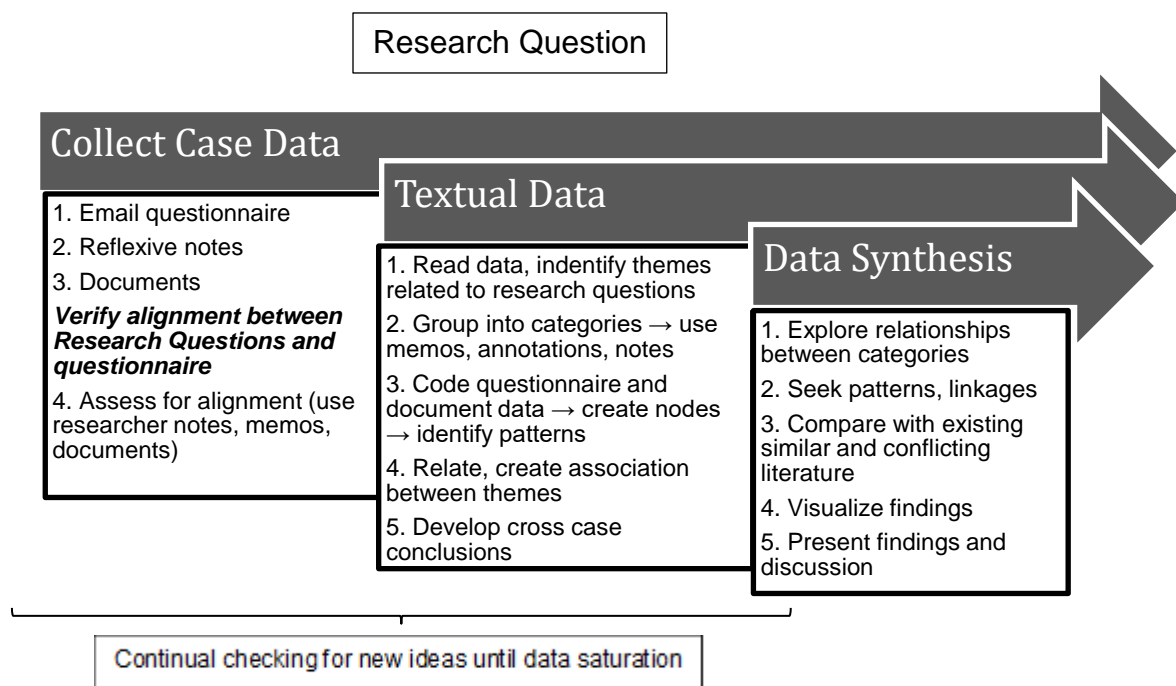 Research Question
Collect Case Data
1. Email questionnaire
2. Reflexive notes
3. Documents
Verify alignment between
Research Questions and
questionnaire
4. Assess for alignment (use
researcher notes, memos,
documents)
Textual Data
1. Read data, indentify themes
related to research questions
2. Group into categories → use
memos, annotations, notes
3. Code questionnaire and
document data → create nodes
→ identify patterns
4. Relate, create association
between themes
5. Develop cross case
conclusions
Data Synthesis
1. Explore relationships
between categories
2. Seek patterns, linkages
3. Compare with existing
similar and conflicting
literature
4. Visualize findings
5. Present findings and
discussion
Continual checking for new ideas until data saturation